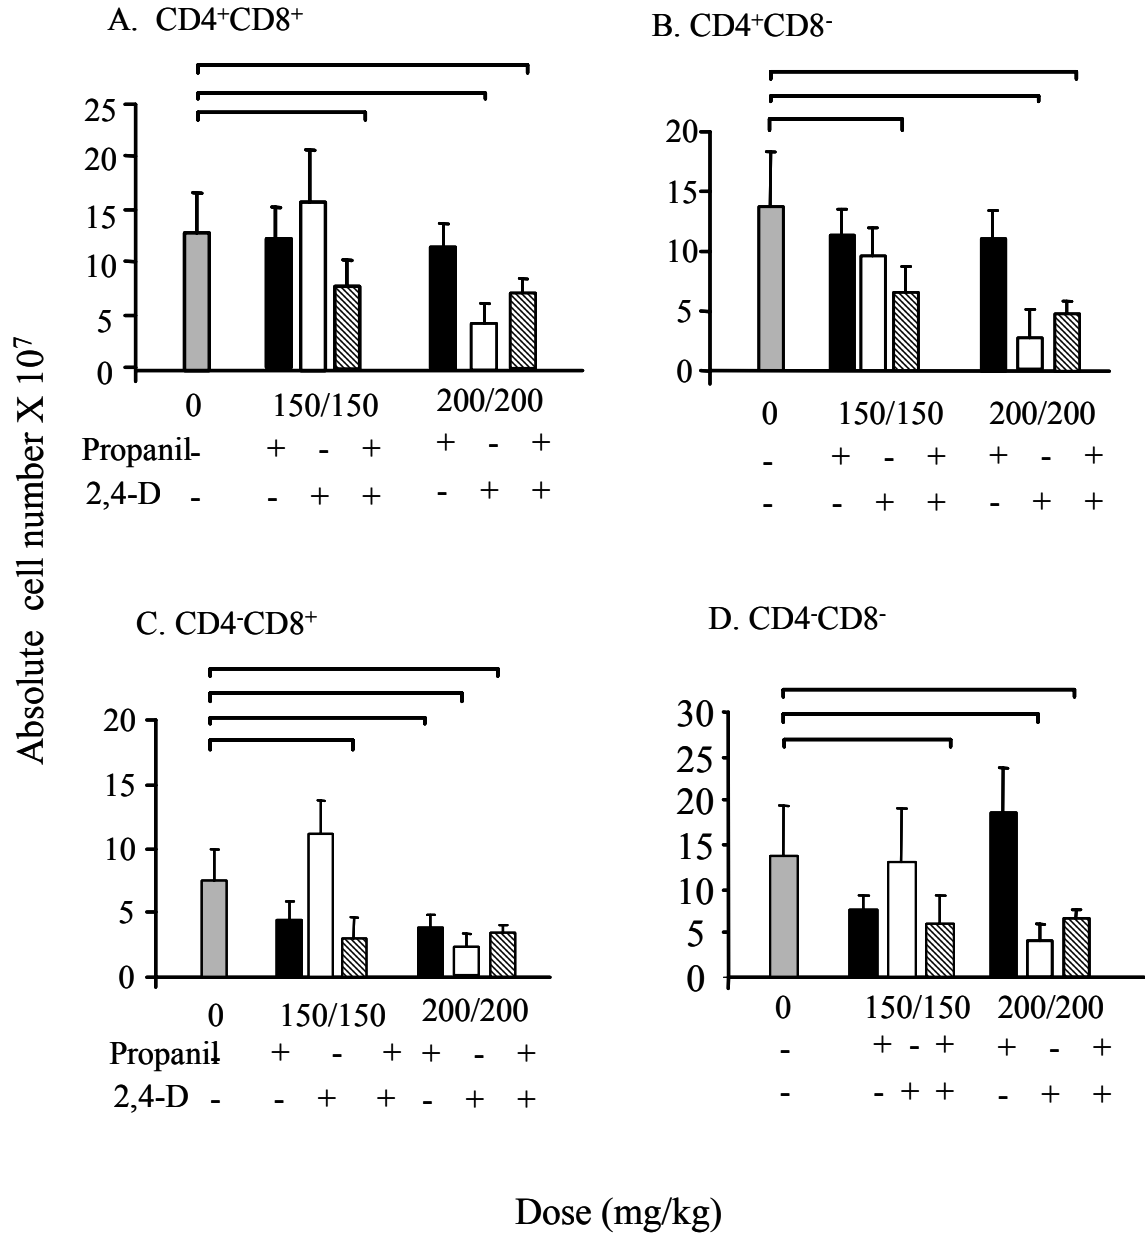 A. CD4⁺CD8⁺
B. CD4⁺CD8⁻
25
20
15
10
5
0
20
15
10
5
0
0 150/150 200/200
0 150/150 200/200
Propanil - + - + + - +
2,4-D - - + + - + +
- + - + + - +
- - + + - + +
Absolute cell number X 10⁷
C. CD4⁻CD8⁺
D. CD4⁻CD8⁻
20
15
10
5
0
30
25
20
15
10
5
0
0 150/150 200/200
0 150/150 200/200
Propanil - + - + + - +
2,4-D - - + + - + +
- + - + + - +
- - + + - + +
Dose (mg/kg)